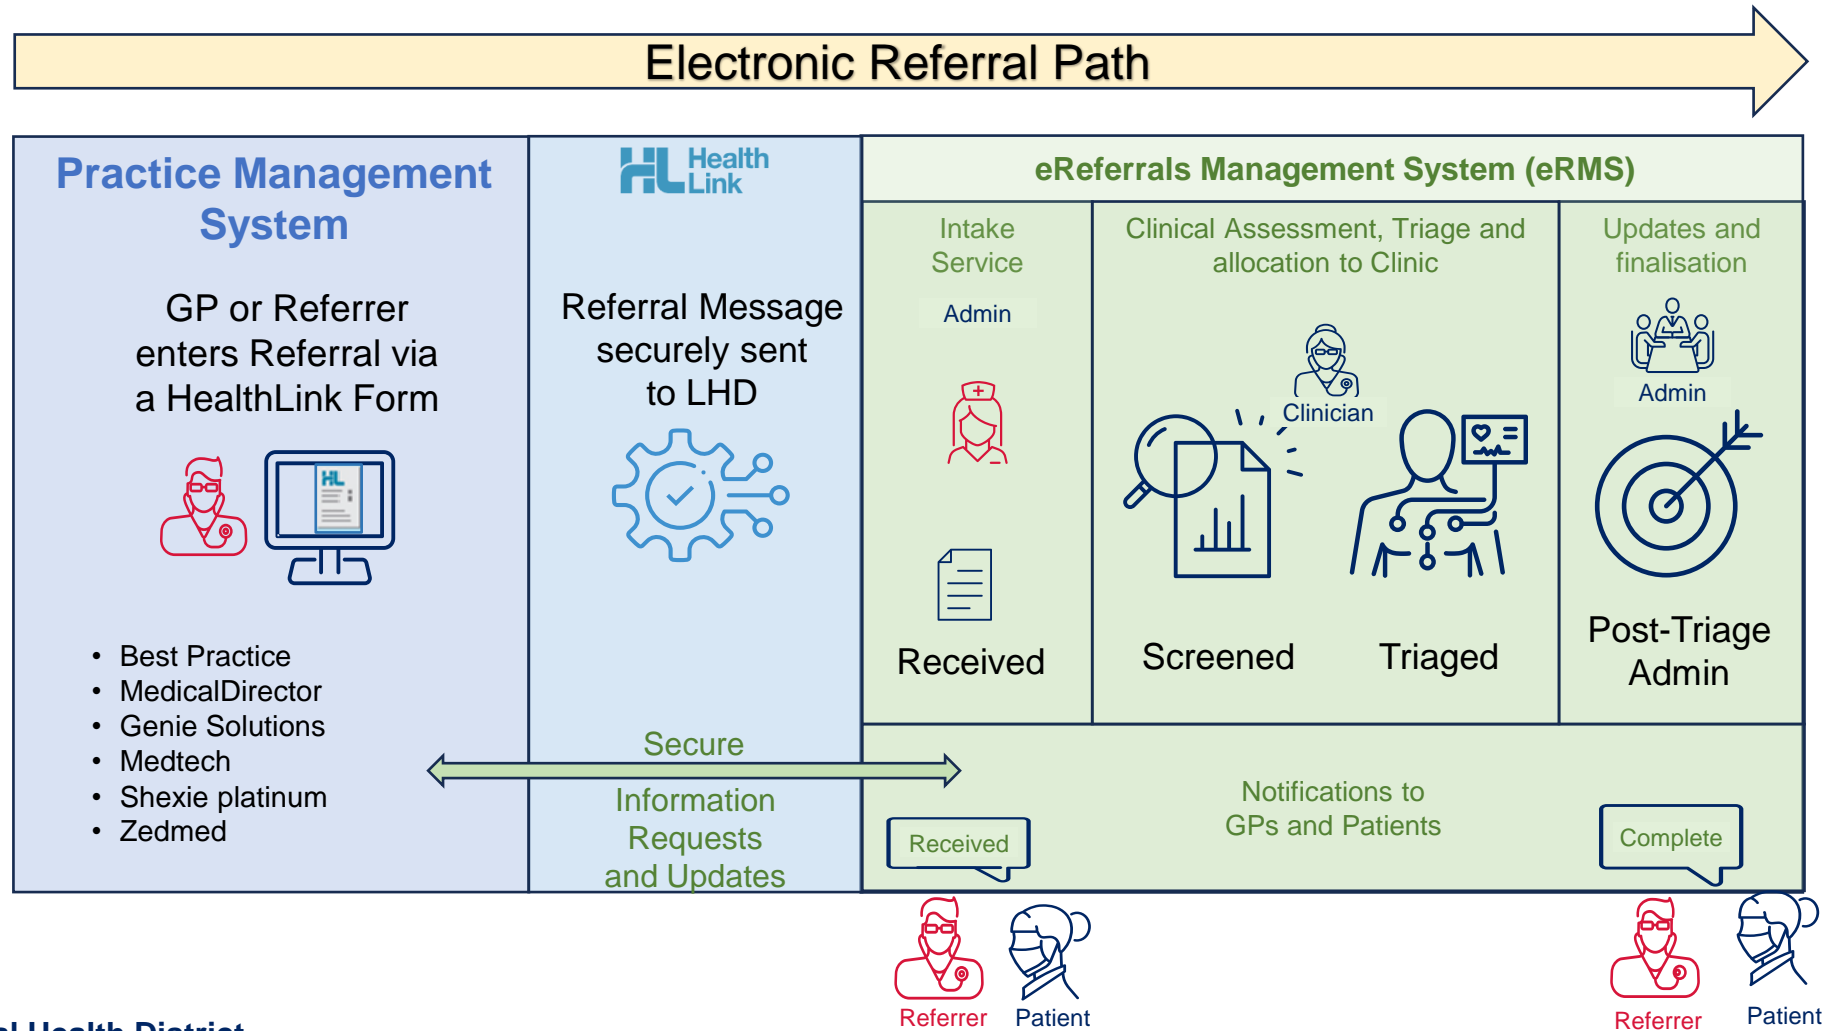 Electronic Referral Path
Practice Management
System
GP or Referrer
enters Referral via
a HealthLink Form
HL
• Best Practice
• MedicalDirector
• Genie Solutions
• Medtech
• Shexie platinum
• Zedmed
HL Health
Link
Referral Message
securely sent
to LHD
Secure
Information
Requests
and Updates
eReferrals Management System (eRMS)
Intake
Service
Admin
Received
Clinical Assessment, Triage and
allocation to Clinic
Clinician
Screened
Triaged
Updates and
finalisation
Admin
Post-Triage
Admin
Notifications to
GPs and Patients
Received
Complete
Referrer
Patient
Referrer
Patient
Health District